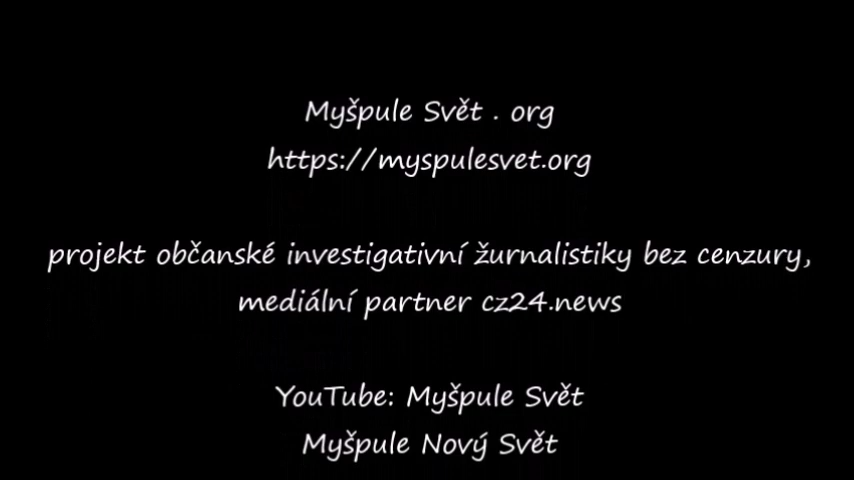 Myšpule Svět . org
https://myspulesvet.org
projekt občanské investigativní žurnalistiky bez cenzury,
mediální partner cz24.news
YouTube: Myšpule Svět
Myšpule Nový Svět